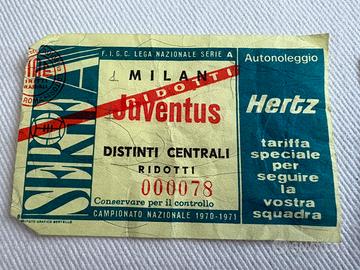 F.I.G.C. LEGA NAZIONALE SERIE A
SERIE A
1 MILAN
RIDOTTI
Juventus
DISTINTI CENTRALI
RIDOTTI
000078
Conservare per il controllo
CAMPIONATO NAZIONALE 1970-1971
Autonoleggio
Hertz
tariffa
speciale
per
seguire
la
vostra
squadra